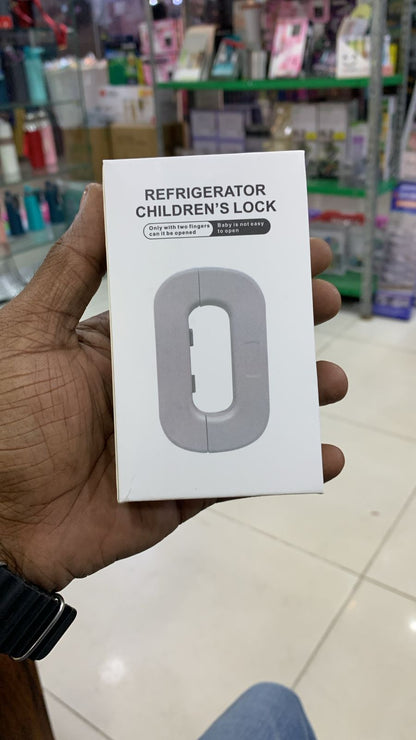 REFRIGERATOR
CHILDREN'S LOCK
Only with two fingers
can it be opened
Baby is not easy
to open